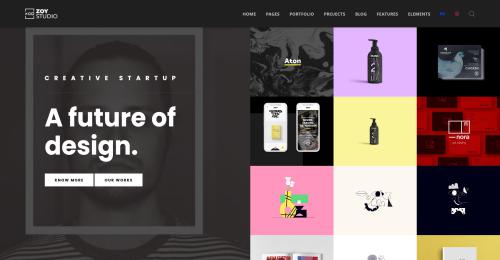 ZOY
STUDIO
HOME PAGES PORTFOLIO PROJECTS BLOG FEATURES ELEMENTS
CREATIVE STARTUP
A future of
design.
KNOW MORE OUR WORKS
Aton
nora